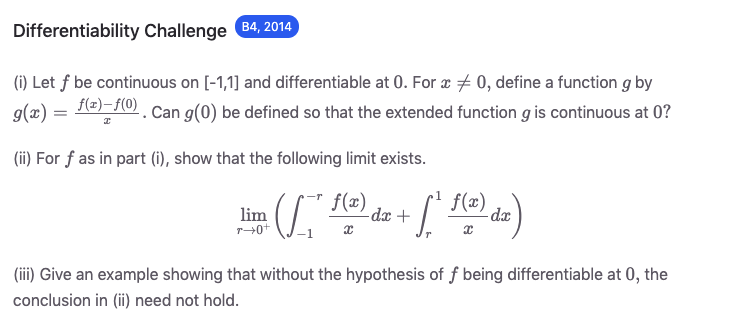 Differentiability Challenge B4, 2014
(i) Let f be continuous on [-1,1] and differentiable at 0. For x ≠ 0, define a function g by
g(x) = \frac{f(x)-f(0)}{x}. Can g(0) be defined so that the extended function g is continuous at 0?
(ii) For f as in part (i), show that the following limit exists.
\lim_{r \to 0^+} \left( \int_{-1}^{-r} \frac{f(x)}{x} dx + \int_{r}^{1} \frac{f(x)}{x} dx \right)
(iii) Give an example showing that without the hypothesis of f being differentiable at 0, the
conclusion in (ii) need not hold.